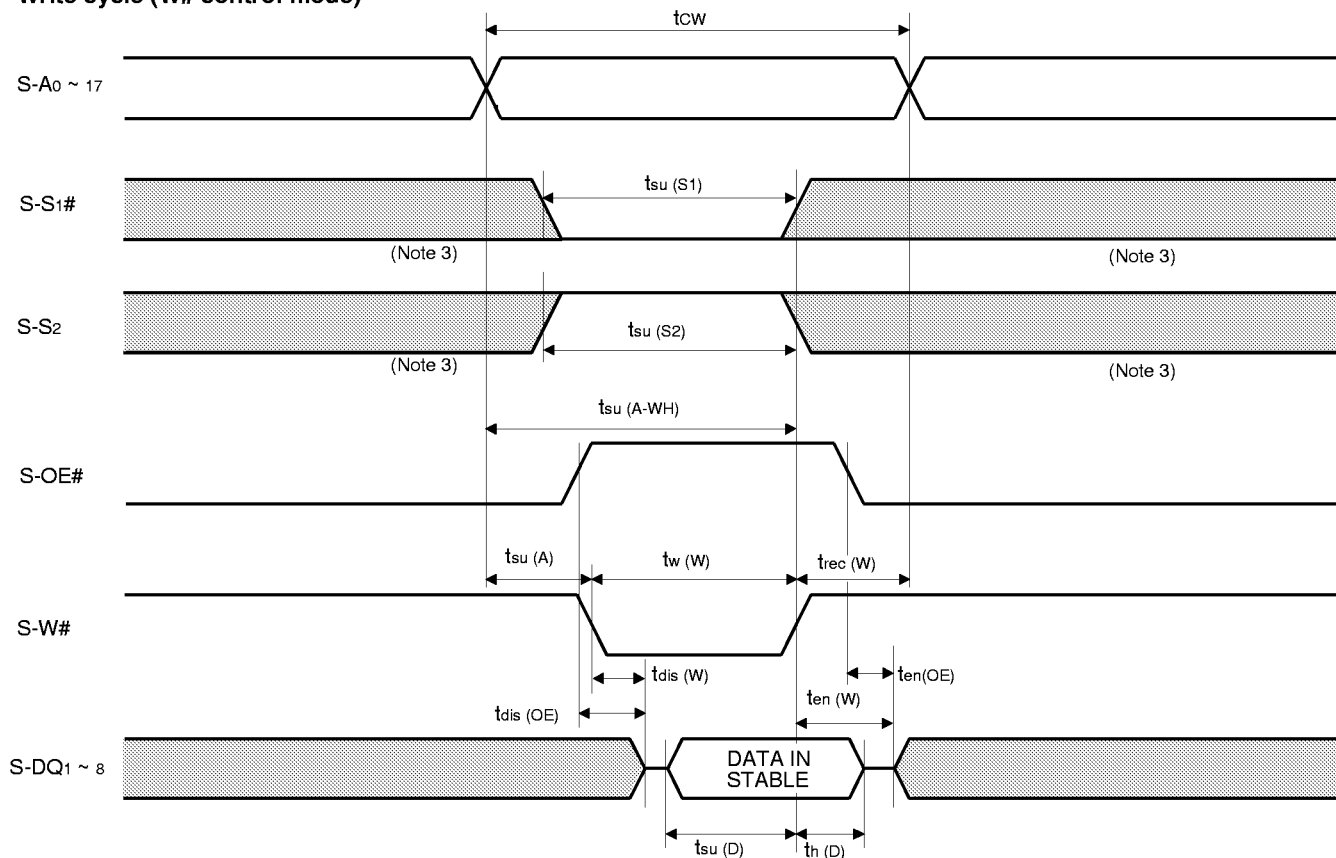 Write cycle (W# control mode)
tCW
S-A0 ~ 17
tsu (S1)
S-S1#
(Note 3)
(Note 3)
S-S2
tsu (S2)
(Note 3)
(Note 3)
tsu (A-WH)
S-OE#
tsu (A)
tw (W)
trec (W)
S-W#
tdis (W)
ten(OE)
ten (W)
tdis (OE)
S-DQ1 ~ 8
DATA IN
STABLE
tsu (D)
th (D)